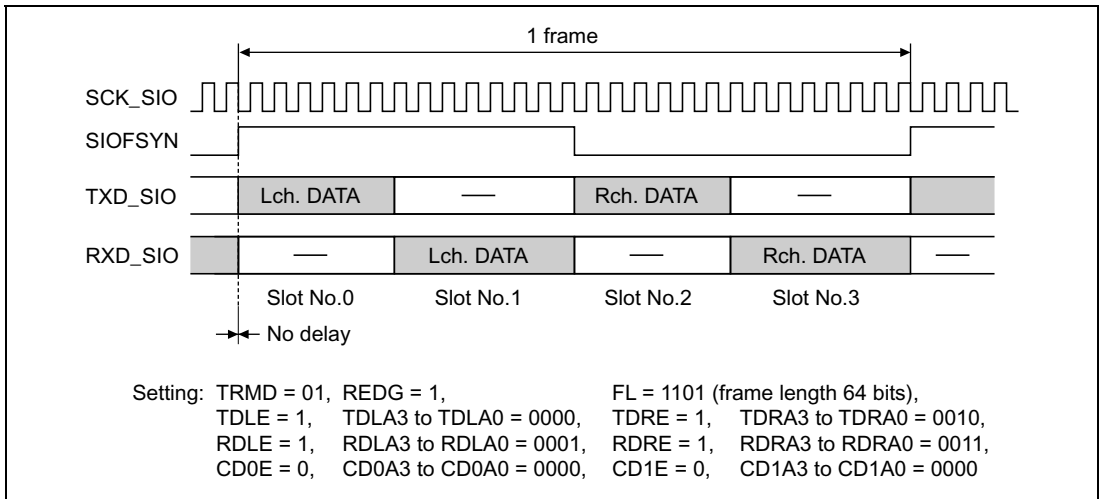 1 frame
SCK_SIO
SIOFSYN
TXD_SIO Lch. DATA — Rch. DATA —
RXD_SIO — Lch. DATA — Rch. DATA —
Slot No.0 Slot No.1 Slot No.2 Slot No.3
No delay
Setting: TRMD = 01, REDG = 1, FL = 1101 (frame length 64 bits),
TDLE = 1, TDLA3 to TDLA0 = 0000, TDRE = 1, TDRA3 to TDRA0 = 0010,
RDLE = 1, RDLA3 to RDLA0 = 0001, RDRE = 1, RDRA3 to RDRA0 = 0011,
CD0E = 0, CD0A3 to CD0A0 = 0000, CD1E = 0, CD1A3 to CD1A0 = 0000